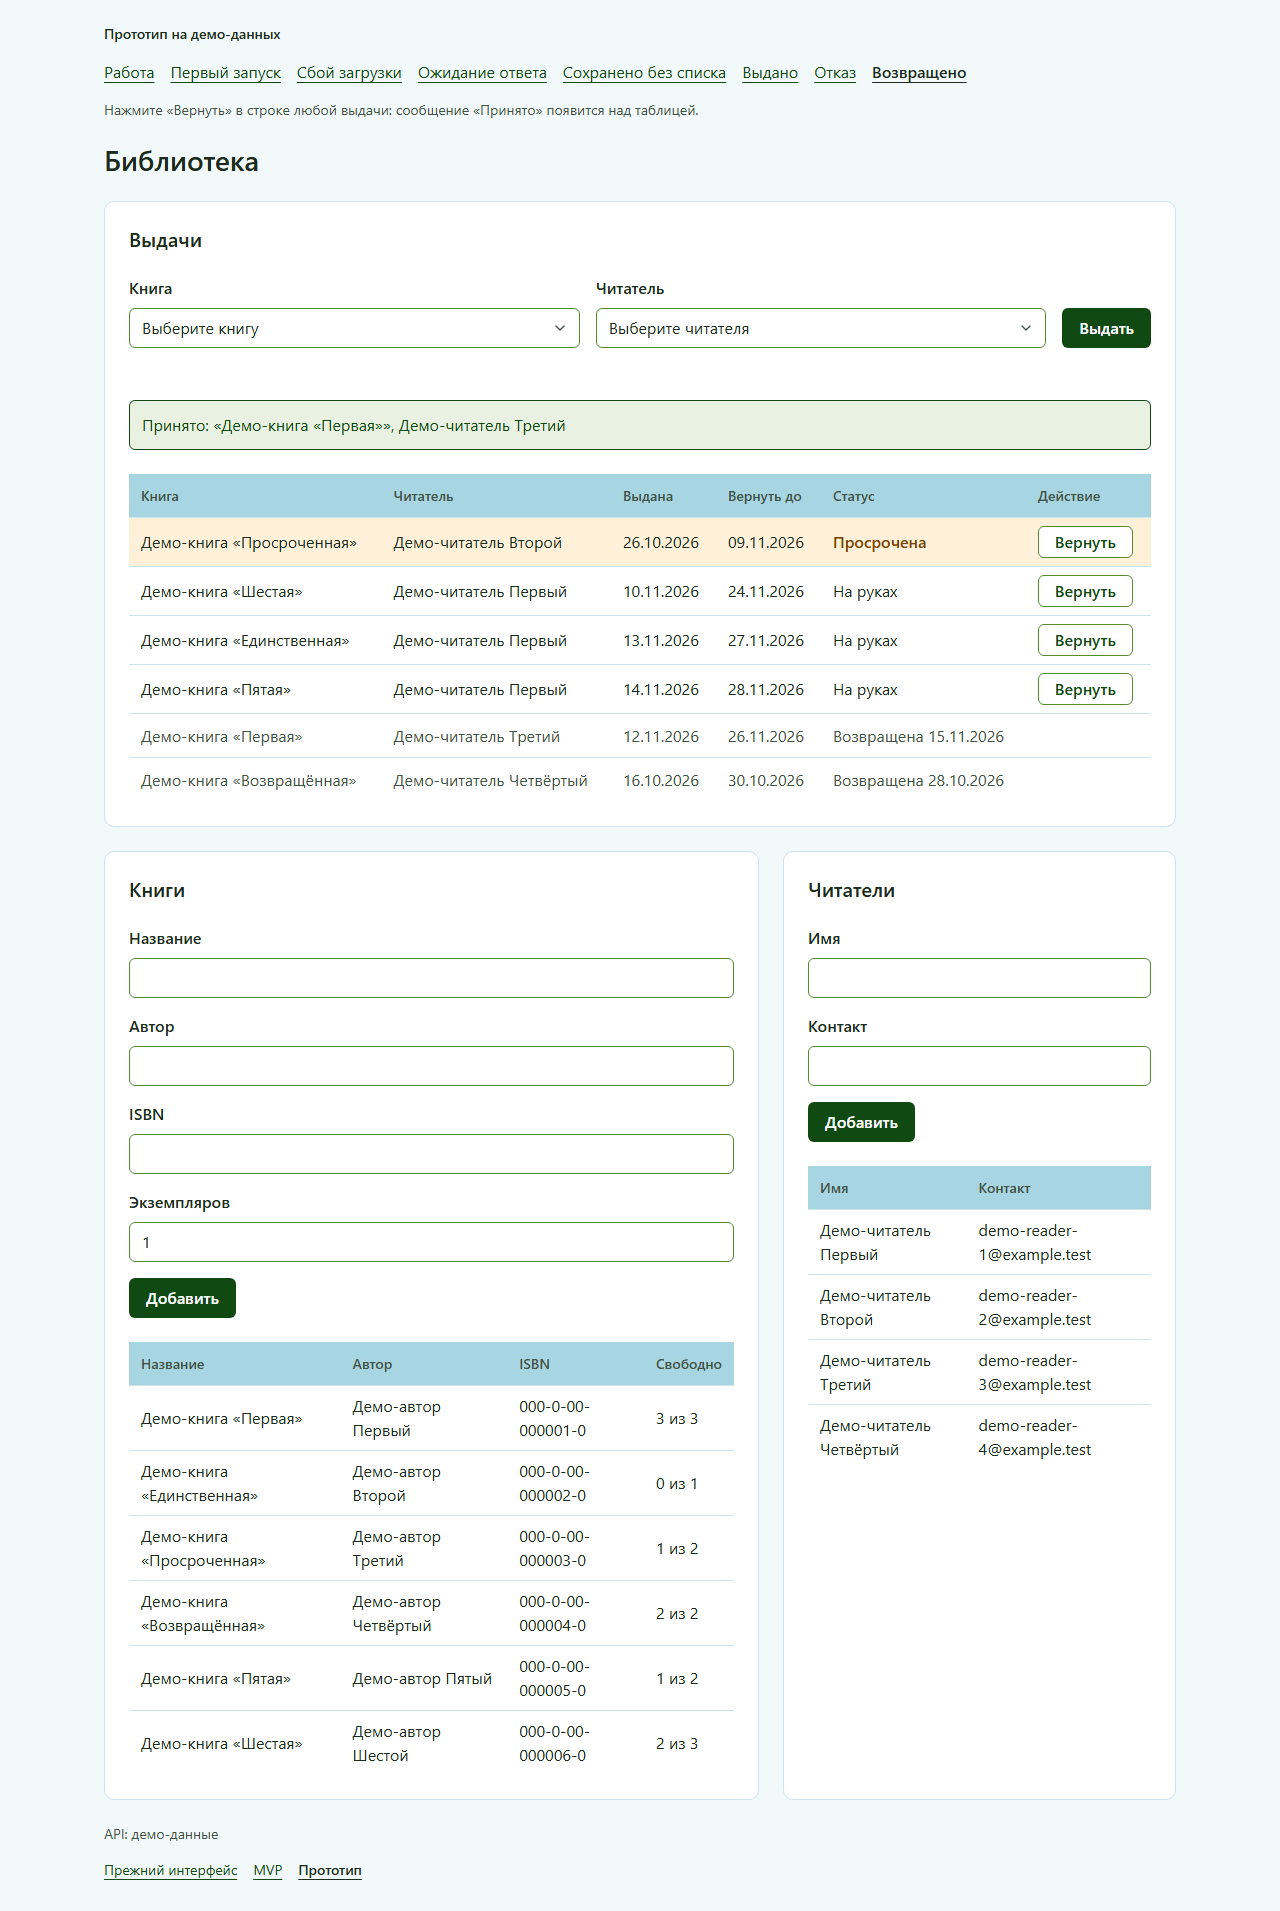 Прототип на демо-данных
Работа Первый запуск Сбой загрузки Ожидание ответа Сохранено без списка Выдано Отказ Возвращено
Нажмите «Вернуть» в строке любой выдачи: сообщение «Принято» появится над таблицей.
Библиотека
Выдачи
Книга Читатель
Выберите книгу Выберите читателя Выдать
Принято: «Демо-книга «Первая»», Демо-читатель Третий
Книга Читатель Выдана Вернуть до Статус Действие
Демо-книга «Просроченная» Демо-читатель Второй 26.10.2026 09.11.2026 Просрочена Вернуть
Демо-книга «Шестая» Демо-читатель Первый 10.11.2026 24.11.2026 На руках Вернуть
Демо-книга «Единственная» Демо-читатель Первый 13.11.2026 27.11.2026 На руках Вернуть
Демо-книга «Пятая» Демо-читатель Первый 14.11.2026 28.11.2026 На руках Вернуть
Демо-книга «Первая» Демо-читатель Третий 12.11.2026 26.11.2026 Возвращена 15.11.2026
Демо-книга «Возвращённая» Демо-читатель Четвёртый 16.10.2026 30.10.2026 Возвращена 28.10.2026
Книги
Название
Автор
ISBN
Экземпляров
1
Добавить
Название Автор ISBN Свободно
Демо-книга «Первая» Демо-автор Первый 000-0-00-000001-0 3 из 3
Демо-книга «Единственная» Демо-автор Второй 000-0-00-000002-0 0 из 1
Демо-книга «Просроченная» Демо-автор Третий 000-0-00-000003-0 1 из 2
Демо-книга «Возвращённая» Демо-автор Четвёртый 000-0-00-000004-0 2 из 2
Демо-книга «Пятая» Демо-автор Пятый 000-0-00-000005-0 1 из 2
Демо-книга «Шестая» Демо-автор Шестой 000-0-00-000006-0 2 из 3
Читатели
Имя
Контакт
Добавить
Имя Контакт
Демо-читатель Первый demo-reader-1@example.test
Демо-читатель Второй demo-reader-2@example.test
Демо-читатель Третий demo-reader-3@example.test
Демо-читатель Четвёртый demo-reader-4@example.test
API: демо-данные
Прежний интерфейс MVP Прототип